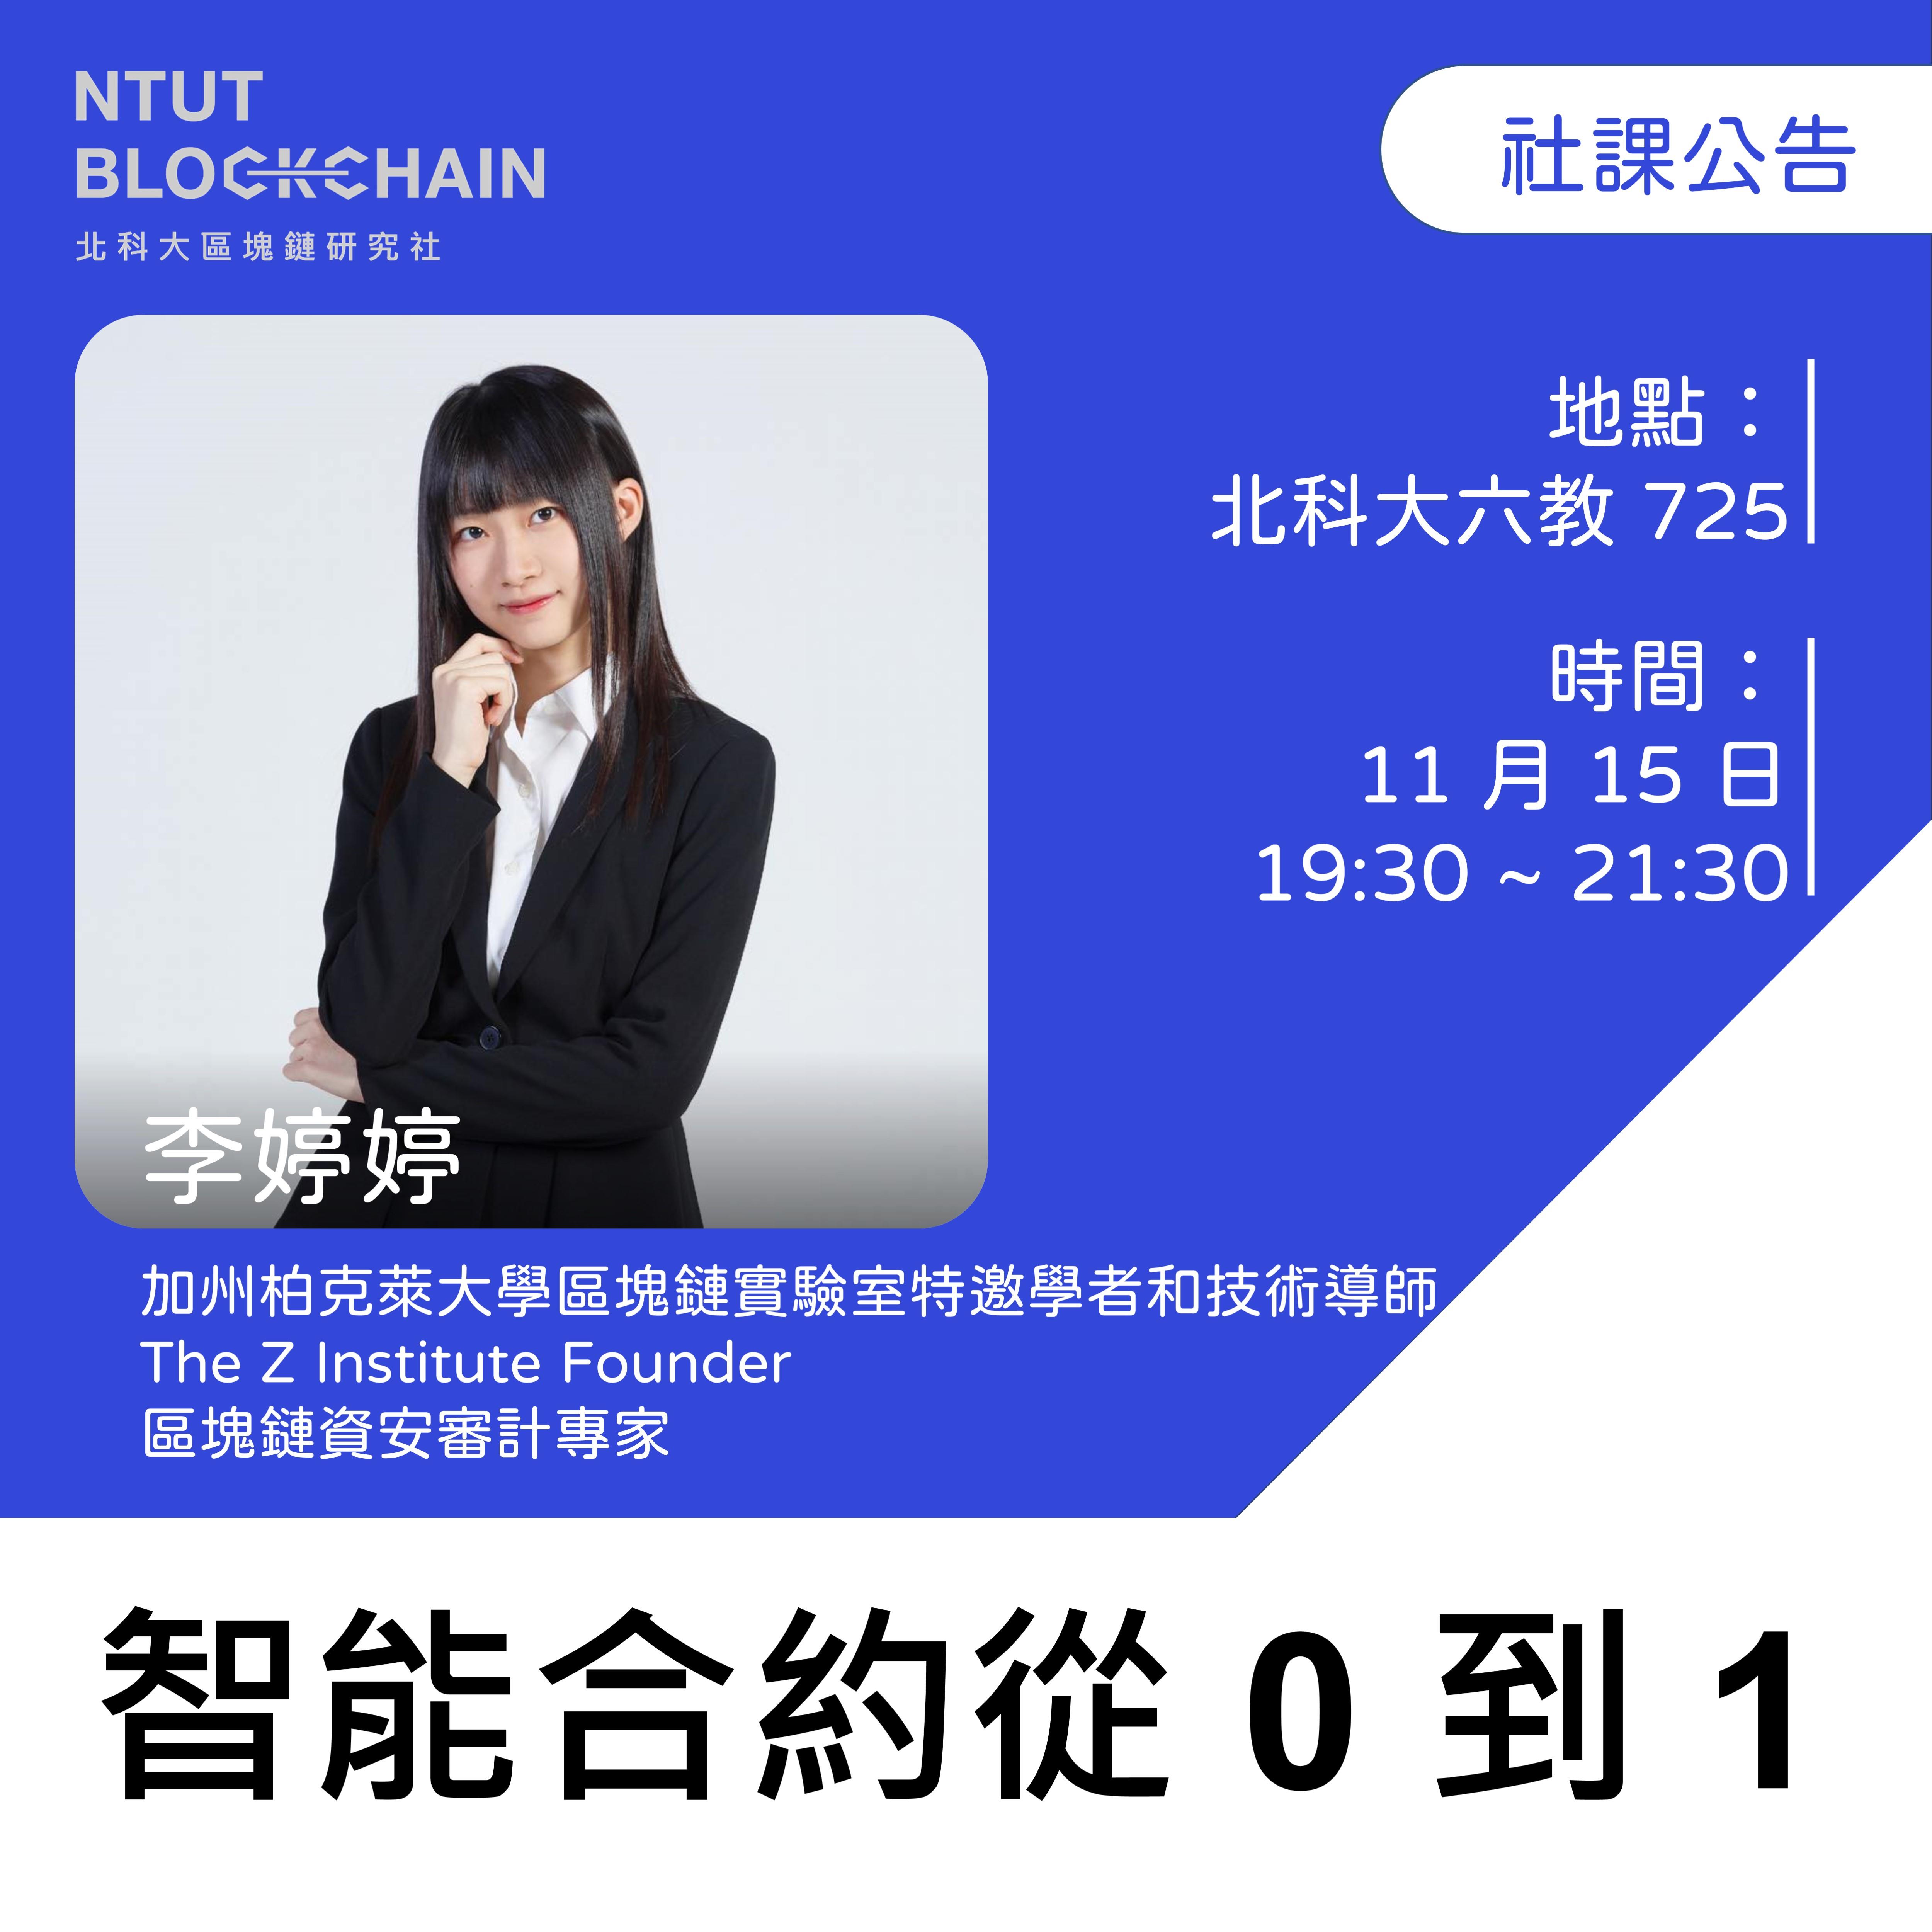 NTUT
BLOCKCHAIN
北科大區塊鏈研究社
社課公告
地點：
北科大六教 725
時間：
11 月 15 日
19:30 ~ 21:30
李婷婷
加州柏克萊大學區塊鏈實驗室特邀學者和技術導師
The Z Institute Founder
區塊鏈資安審計專家
智能合約從 0 到 1